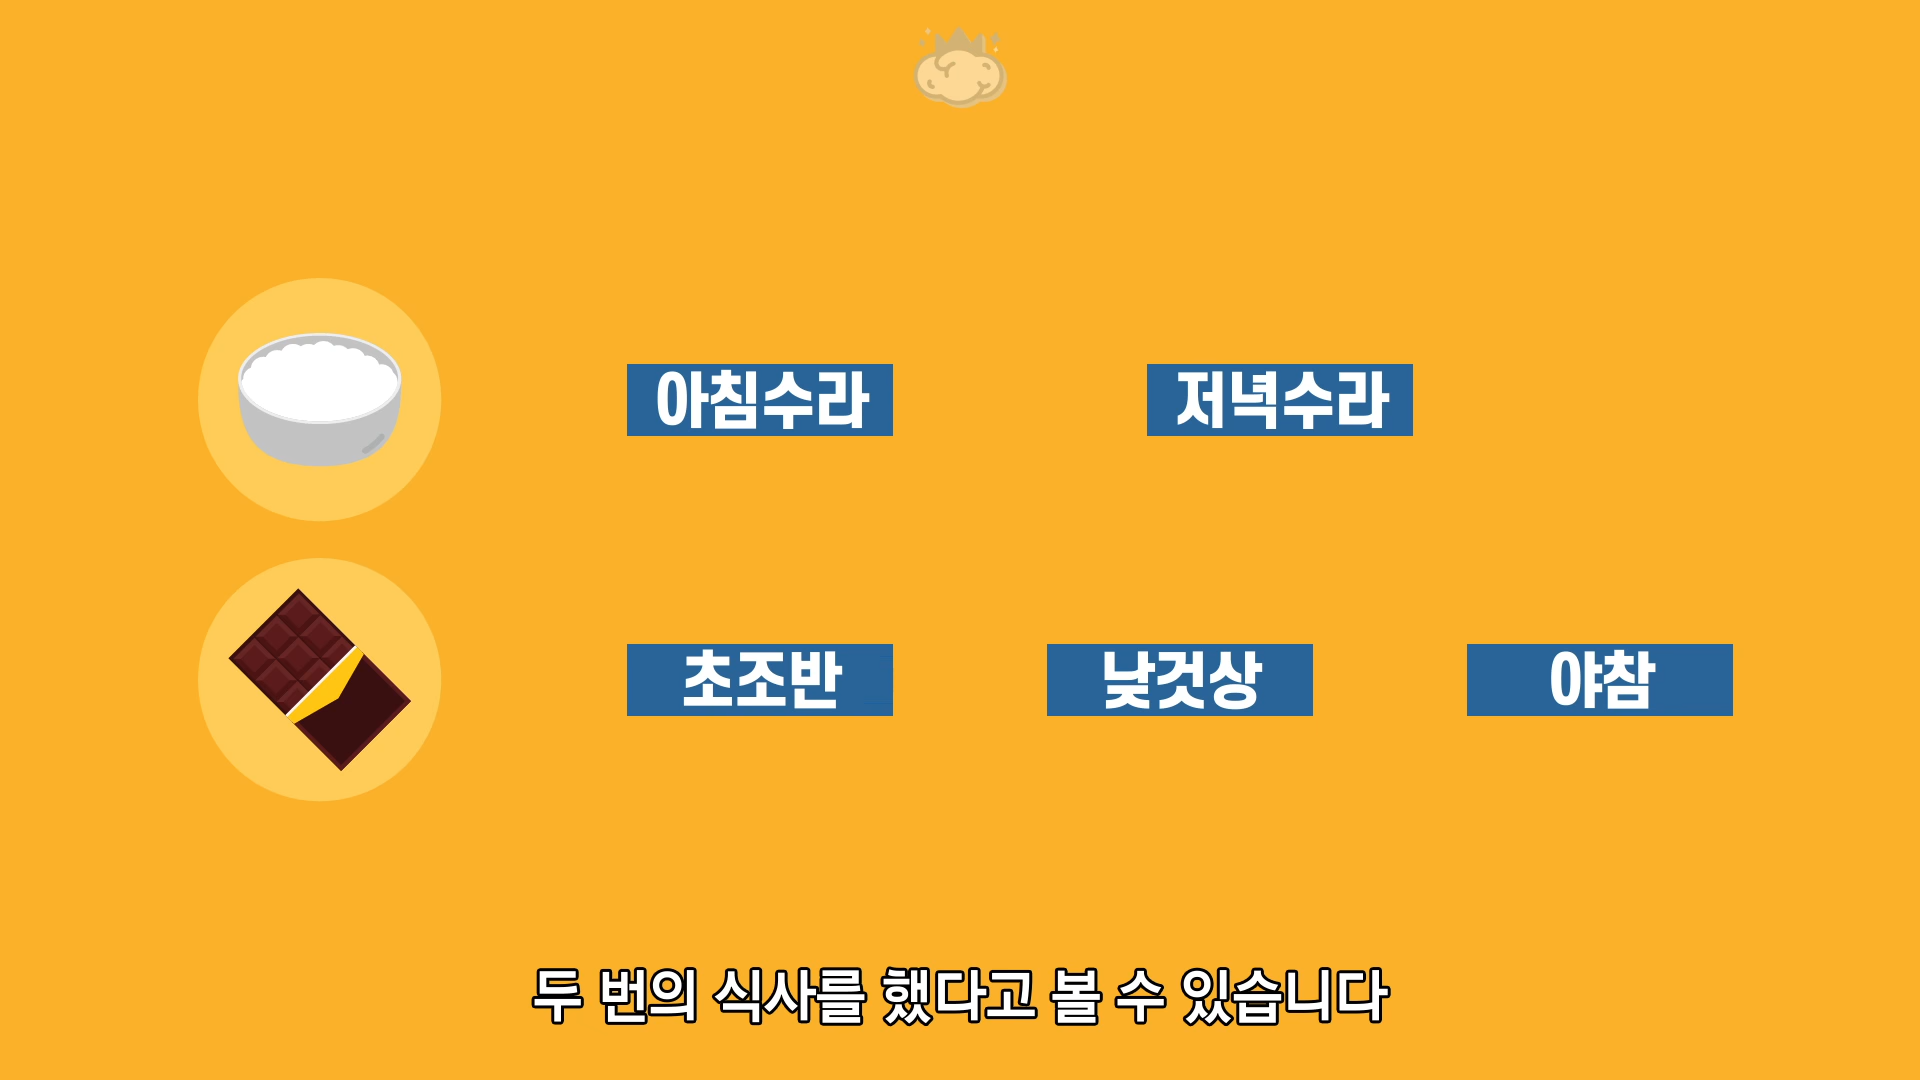 아침수라 저녁수라
초조반 낮것상 야참
두 번의 식사를 했다고 볼 수 있습니다